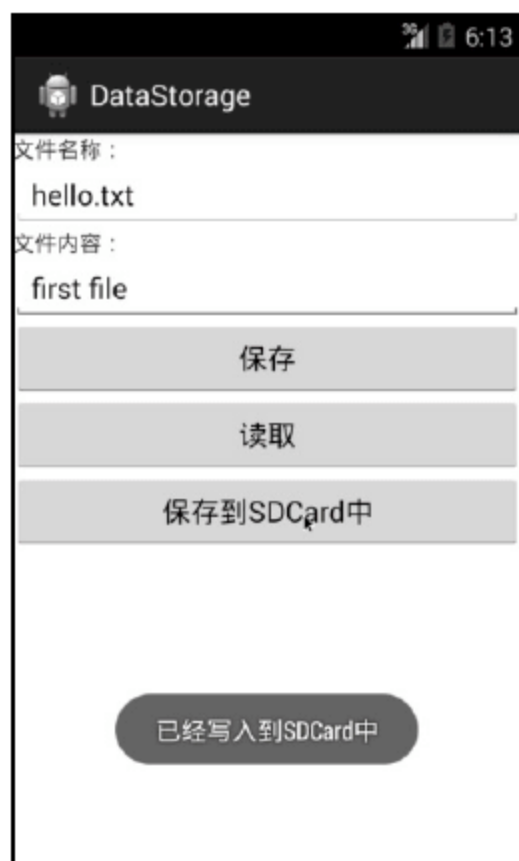 3G 6:13
DataStorage
文件名称：
hello.txt
文件内容：
first file
保存
读取
保存到SDCard中
已经写入到SDCard中